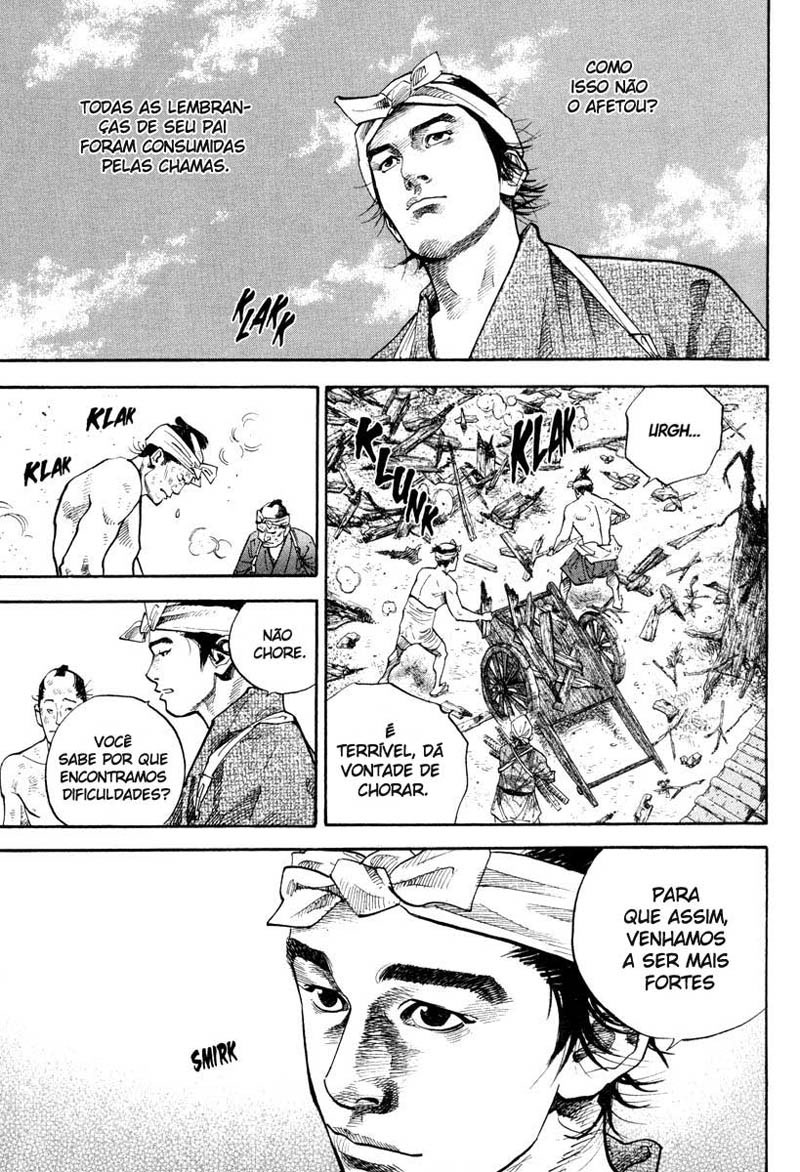 COMO
ISSO NÃO
O AFETOU?
TODAS AS LEMBRAN-
ÇAS DE SEU PAI
FORAM CONSUMIDAS
PELAS CHAMAS.
KLAKK
URGH...
KLAK
KLUNK
É
TERRÍVEL, DÁ
VONTADE DE
CHORAR.
KLAK
KLAK
NÃO
CHORE.
VOCÊ
SABE POR QUE
ENCONTRAMOS
DIFICULDADES?
PARA
QUE ASSIM,
VENHAMOS
A SER MAIS
FORTES
SMIRK